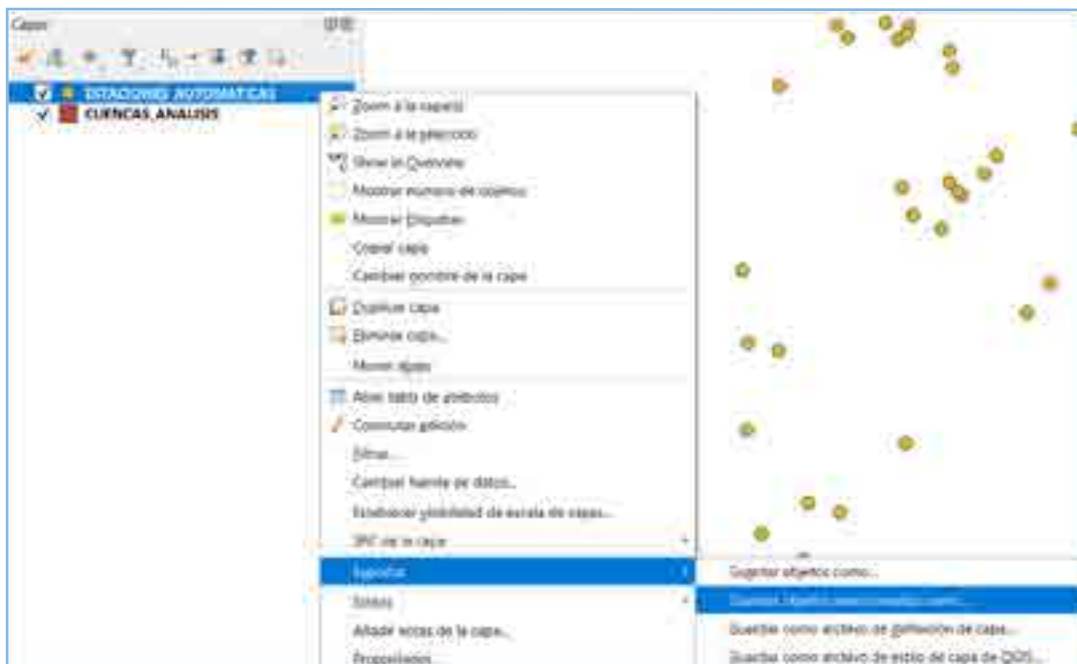 Capas
ESTACIONES_AUTOMATICAS
CUENCAS_ANALISIS
Zoom a la capa(s)
Zoom a la selección
Show in Overview
Mostrar número de objetos
Mostrar Etiquetas
Copiar capa
Cambiar nombre de la capa
Duplicar capa
Eliminar capa...
Mover abajo
Abrir tabla de atributos
Conmutar edición
Filtrar...
Cambiar fuente de datos...
Establecer visibilidad de escala de capas...
SRC de la capa
Exportar
Guardar objetos como...
Guardar objetos seleccionados como...
Estilos
Guardar como archivo de definición de capa...
Añadir notas de la capa...
Guardar como archivo de estilo de capa de QGIS...
Propiedades...